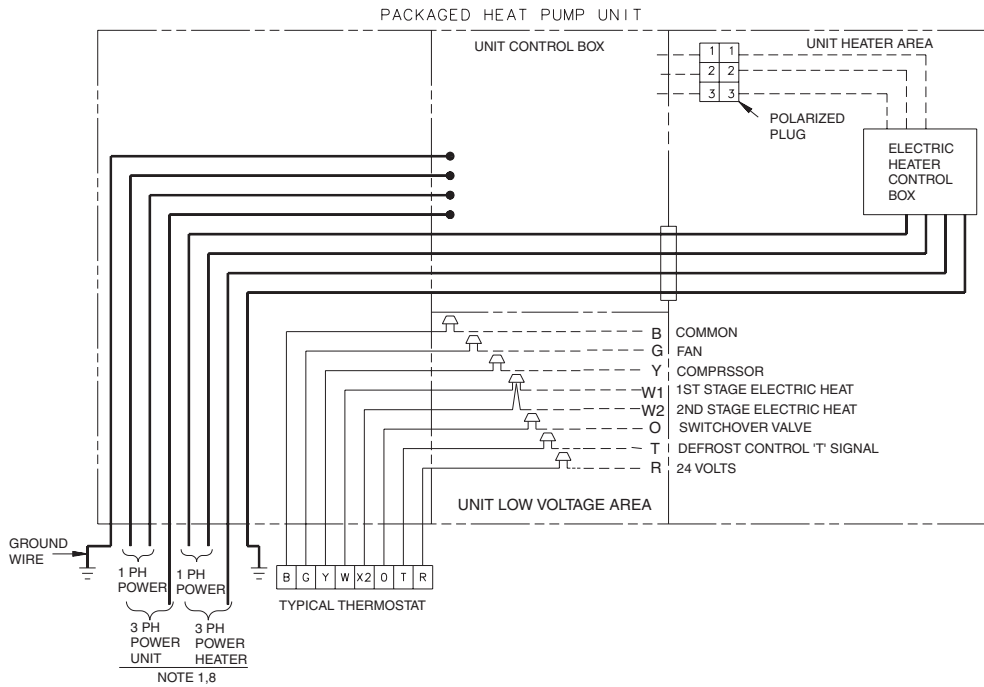 PACKAGED HEAT PUMP UNIT
UNIT CONTROL BOX
UNIT HEATER AREA
1 1
2 2
3 3
POLARIZED
PLUG
ELECTRIC
HEATER
CONTROL
BOX
B COMMON
G FAN
Y COMPRSSOR
W1 1ST STAGE ELECTRIC HEAT
W2 2ND STAGE ELECTRIC HEAT
O SWITCHOVER VALVE
T DEFROST CONTROL 'T' SIGNAL
R 24 VOLTS
UNIT LOW VOLTAGE AREA
GROUND
WIRE
1 PH
POWER
1 PH
POWER
3 PH
POWER
UNIT
3 PH
POWER
HEATER
NOTE 1,8
B G Y W X2 O T R
TYPICAL THERMOSTAT